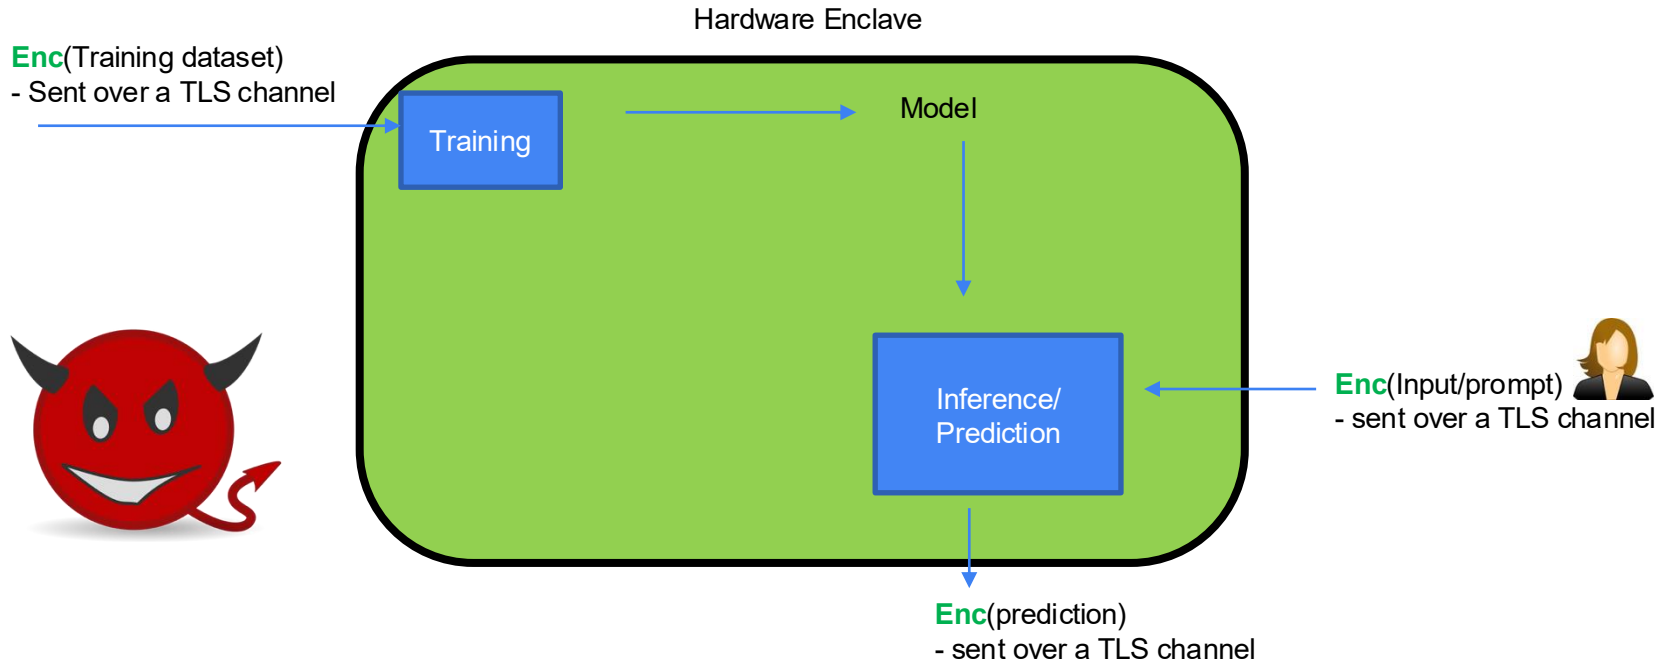 Hardware Enclave
Enc(Training dataset)
- Sent over a TLS channel
Training
Model
Inference/
Prediction
Enc(Input/prompt)
- sent over a TLS channel
Enc(prediction)
- sent over a TLS channel